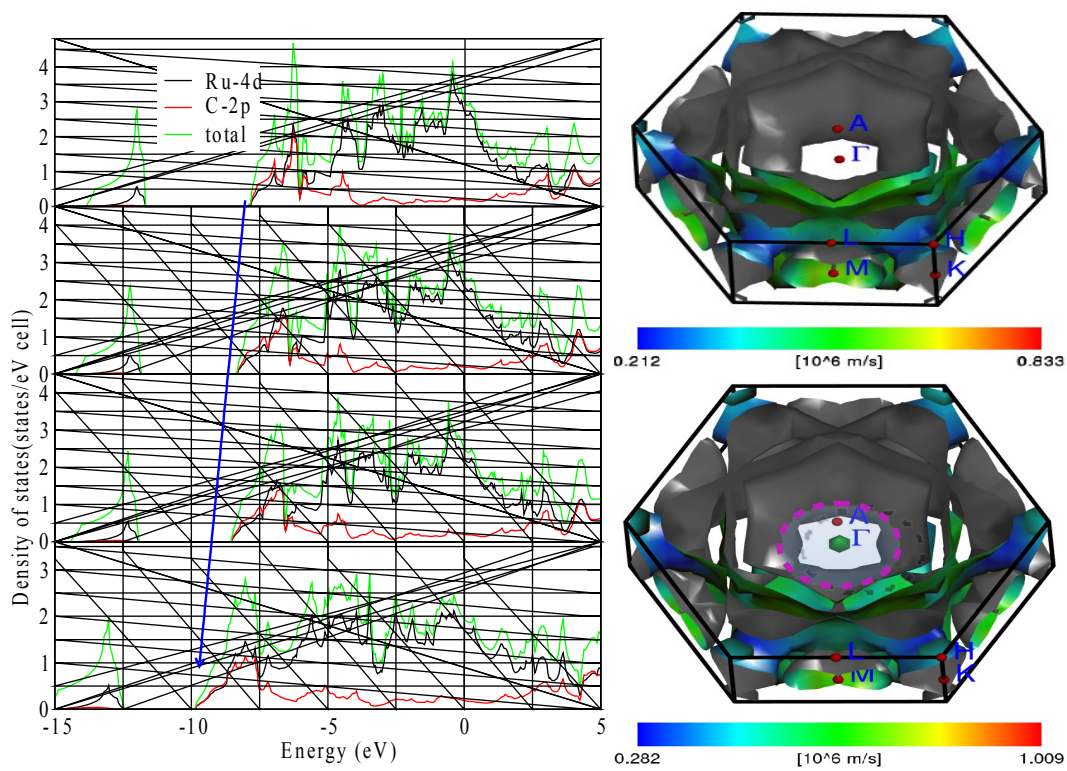 Density of states(states/eV cell)
4
3
2
1
0
Ru-4d
C-2p
total
4
3
2
1
0
4
3
2
1
0
3
2
1
0
-15 -10 -5 0 5
Energy (eV)
A
Γ
L H
M K
0.212 [10^6 m/s] 0.833
A
Γ
L H
M K
0.282 [10^6 m/s] 1.009